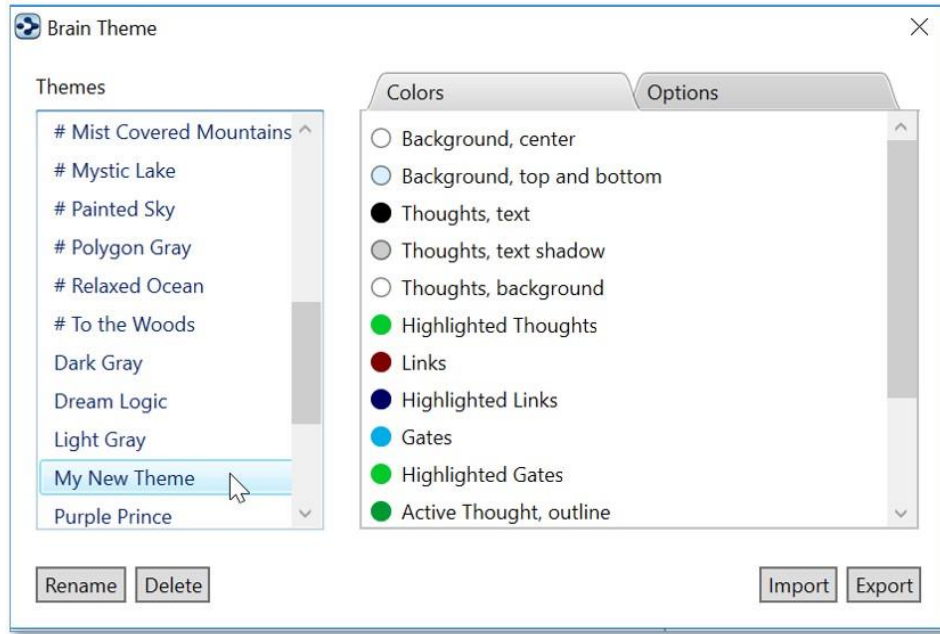 Brain Theme
Themes
# Mist Covered Mountains
# Mystic Lake
# Painted Sky
# Polygon Gray
# Relaxed Ocean
# To the Woods
Dark Gray
Dream Logic
Light Gray
My New Theme
Purple Prince
Rename
Delete
Colors
Options
Background, center
Background, top and bottom
Thoughts, text
Thoughts, text shadow
Thoughts, background
Highlighted Thoughts
Links
Highlighted Links
Gates
Highlighted Gates
Active Thought, outline
Import
Export